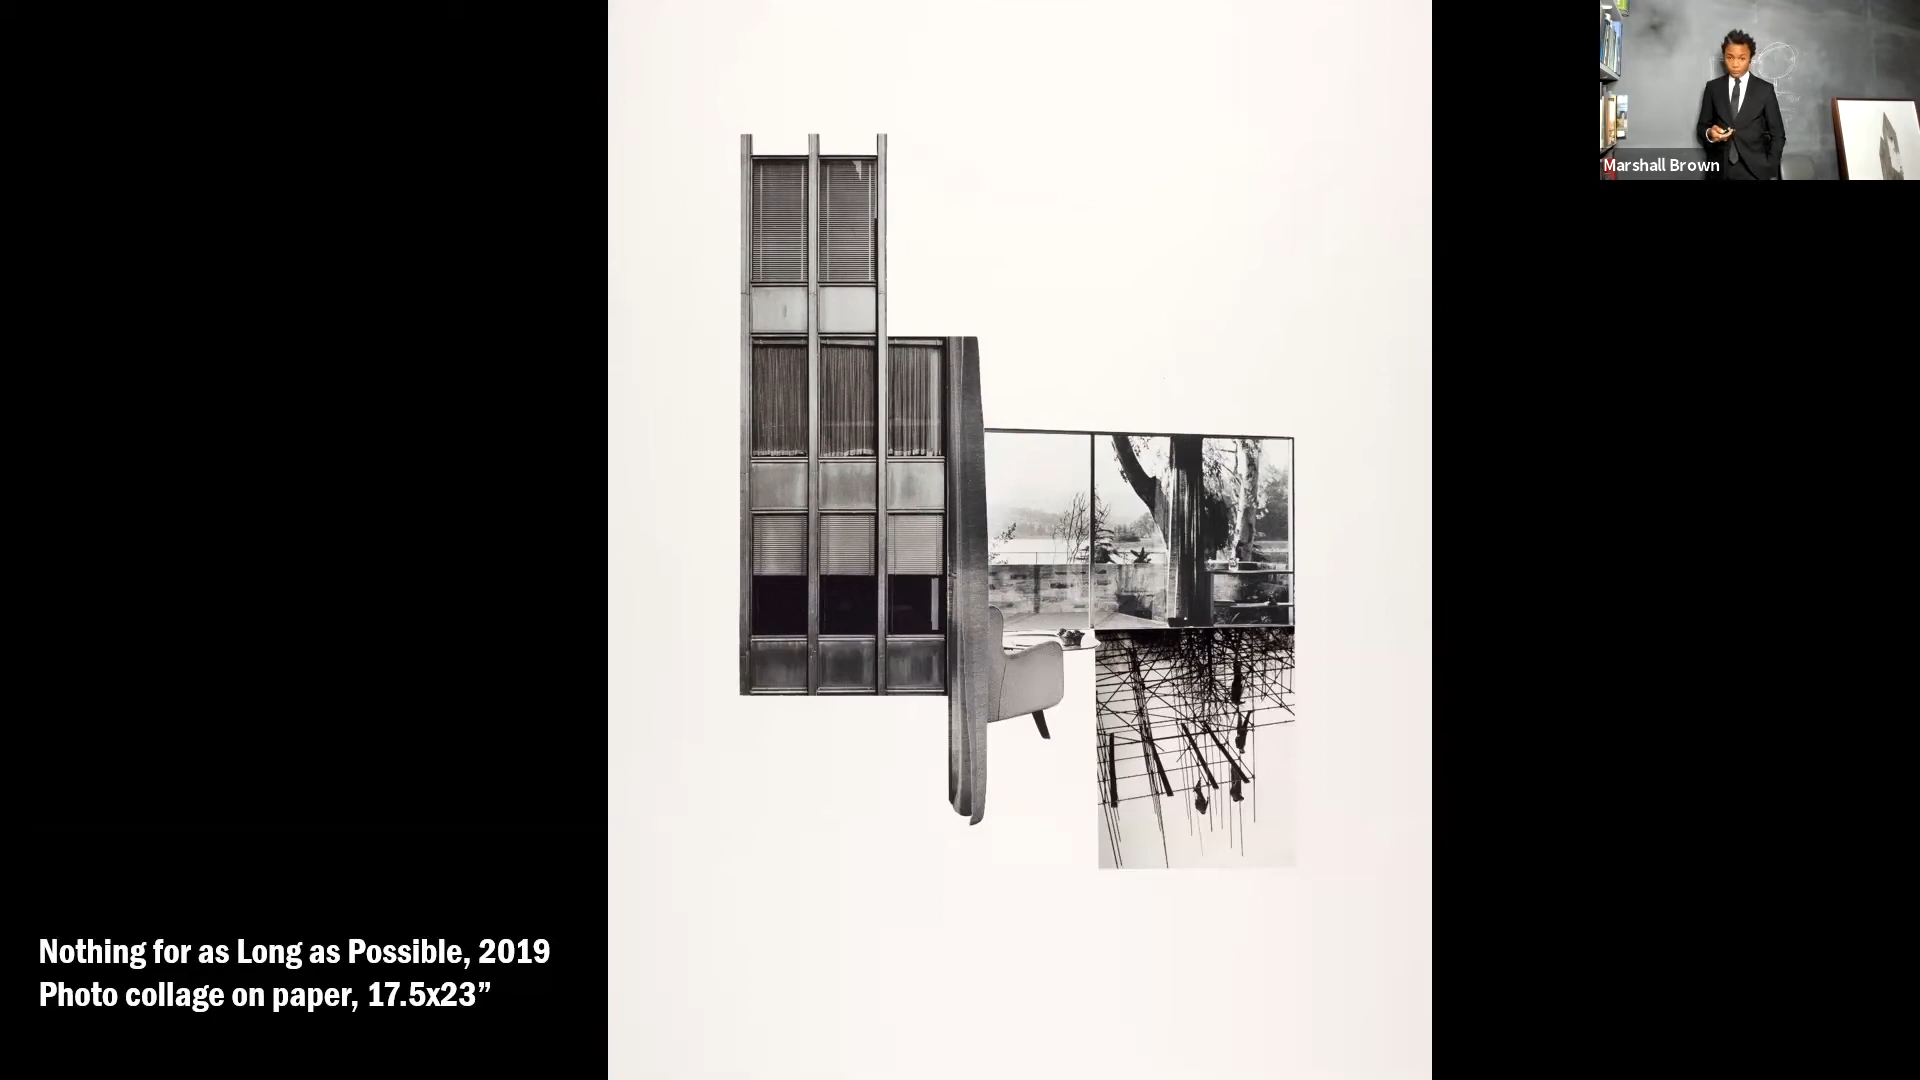 Marshall Brown
Nothing for as Long as Possible, 2019
Photo collage on paper, 17.5x23”